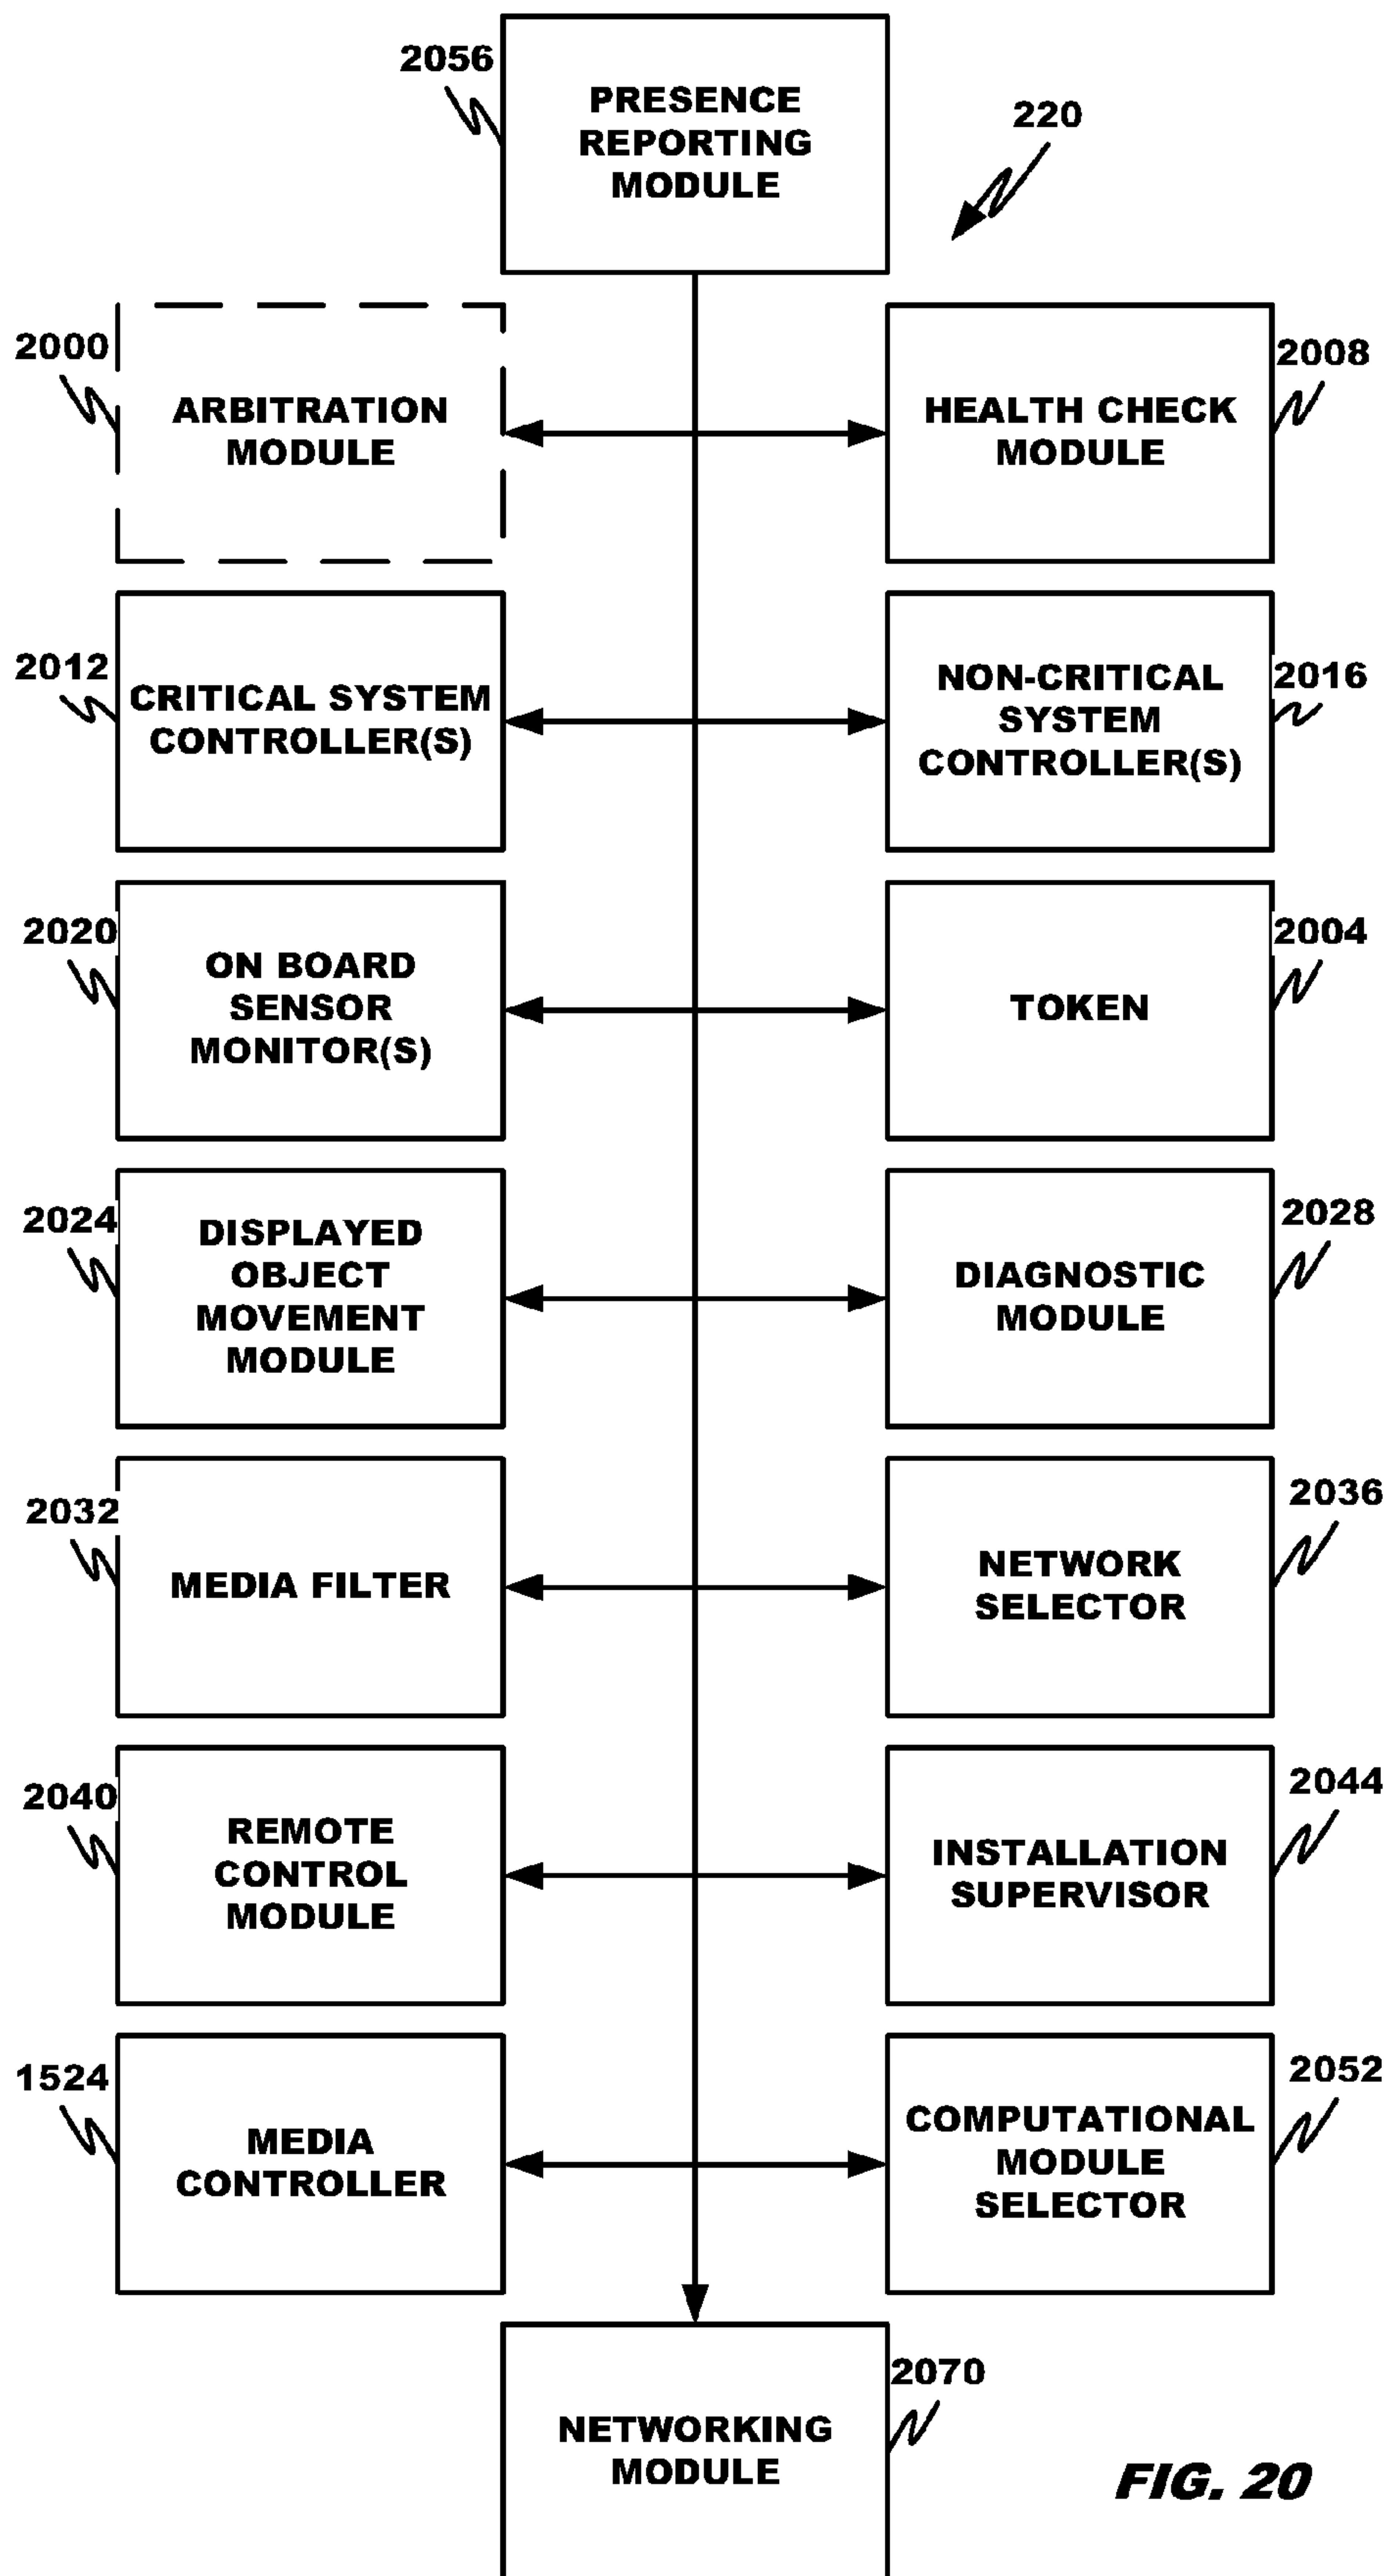 2056
PRESENCE
REPORTING
MODULE
220
2000
ARBITRATION
MODULE
2008
HEALTH CHECK
MODULE
2012
CRITICAL SYSTEM
CONTROLLER(S)
2016
NON-CRITICAL
SYSTEM
CONTROLLER(S)
2020
ON BOARD
SENSOR
MONITOR(S)
2004
TOKEN
2024
DISPLAYED
OBJECT
MOVEMENT
MODULE
2028
DIAGNOSTIC
MODULE
2032
MEDIA FILTER
2036
NETWORK
SELECTOR
2040
REMOTE
CONTROL
MODULE
2044
INSTALLATION
SUPERVISOR
1524
MEDIA
CONTROLLER
2052
COMPUTATIONAL
MODULE
SELECTOR
2070
NETWORKING
MODULE
FIG. 20